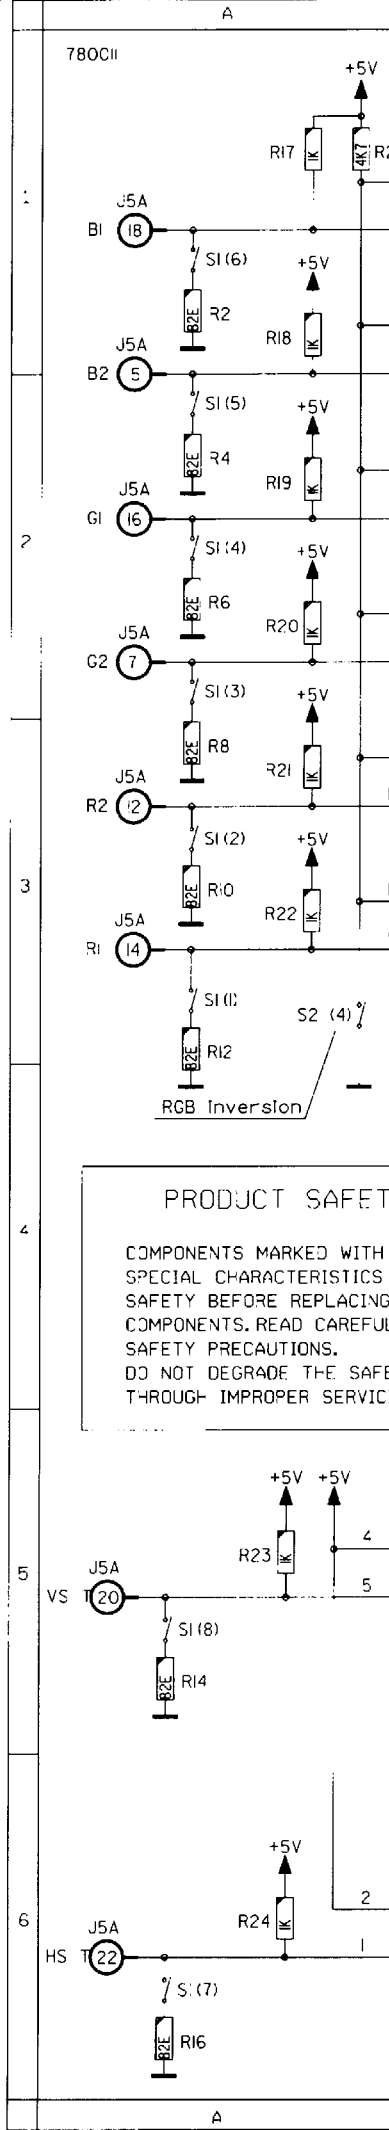 A
780CII
+5V
R17 1K 4K7 R2
1
J5A
B1 18
S1(6)
+5V
82E R2
R18 1K
J5A
B2 5
S1(5)
+5V
82E R4
R19 1K
J5A
G1 16
2
S1(4)
+5V
82E R6
R20 1K
J5A
G2 7
S1(3)
+5V
82E R8
R21 1K
J5A
R2 12
S1(2)
+5V
3
82E R10
R22 1K
J5A
R1 14
S1(1)
S2 (4)
82E R12
RGB Inversion
4
PRODUCT SAFET
COMPONENTS MARKED WITH
SPECIAL CHARACTERISTICS
SAFETY BEFORE REPLACING
COMPONENTS. READ CAREFUL
SAFETY PRECAUTIONS.
DO NOT DEGRADE THE SAFE
THROUGH IMPROPER SERVIC
+5V +5V
4
R23 1K
5
J5A
5
VS T 20
S1(8)
82E R14
+5V
2
6
R24 1K
J5A
1
HS T 22
S1(7)
82E R16
A